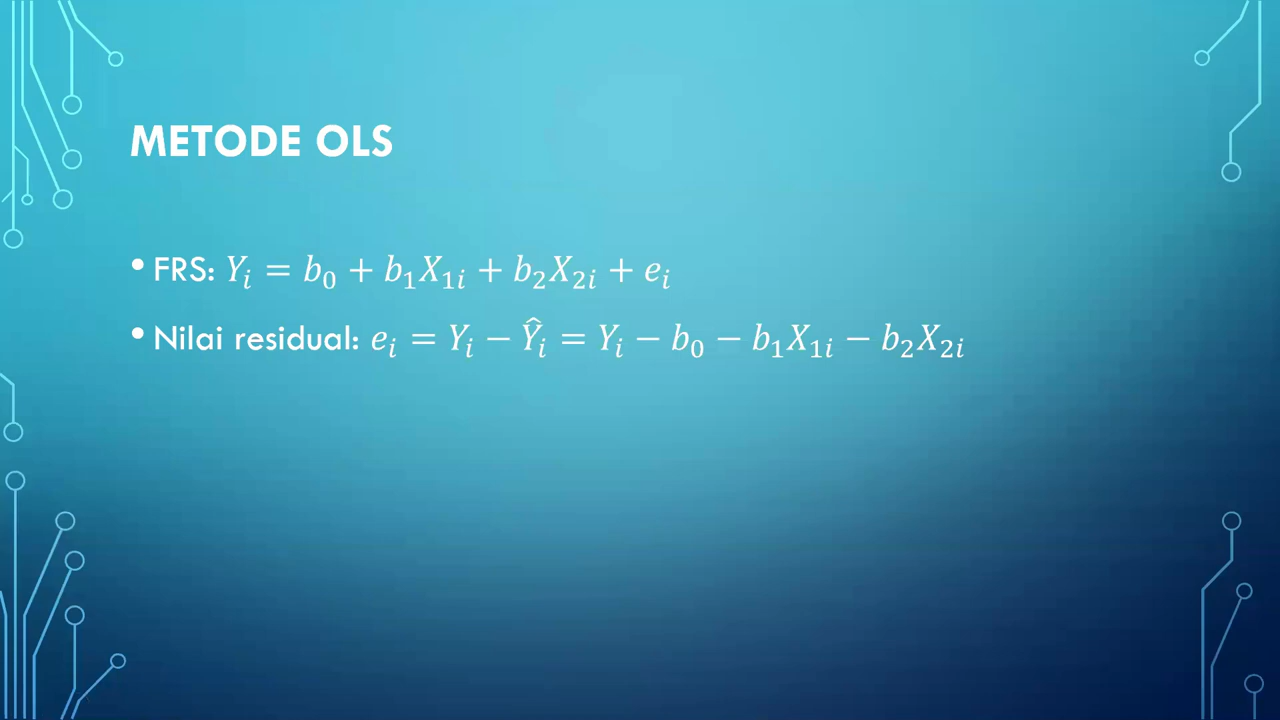 METODE OLS
• FRS: 𝑌ᵢ = 𝑏₀ + 𝑏₁𝑋₁ᵢ + 𝑏₂𝑋₂ᵢ + 𝑒ᵢ
• Nilai residual: 𝑒ᵢ = 𝑌ᵢ − Ŷᵢ = 𝑌ᵢ − 𝑏₀ − 𝑏₁𝑋₁ᵢ − 𝑏₂𝑋₂ᵢ